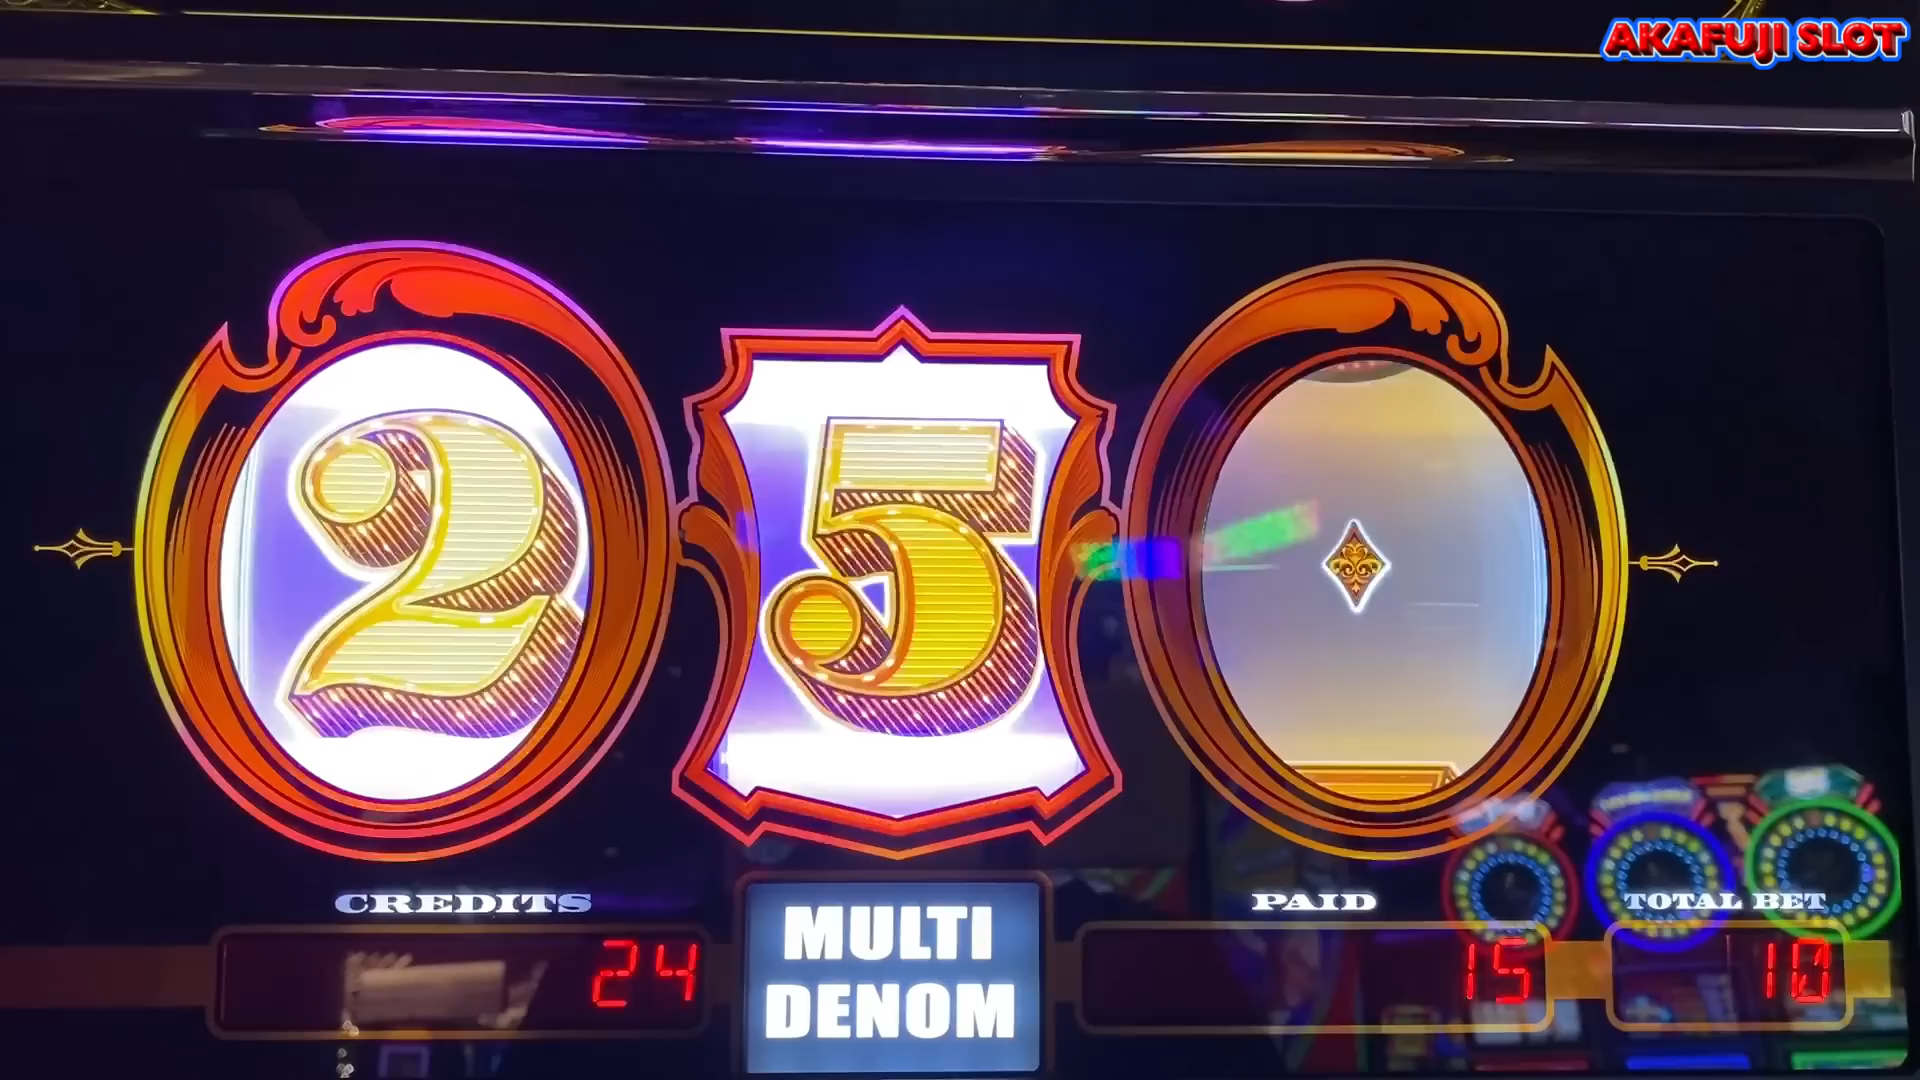 AKAFUJI SLOT
2 5
CREDITS
PAID
TOTAL BET
24
MULTI
DENOM
15
10